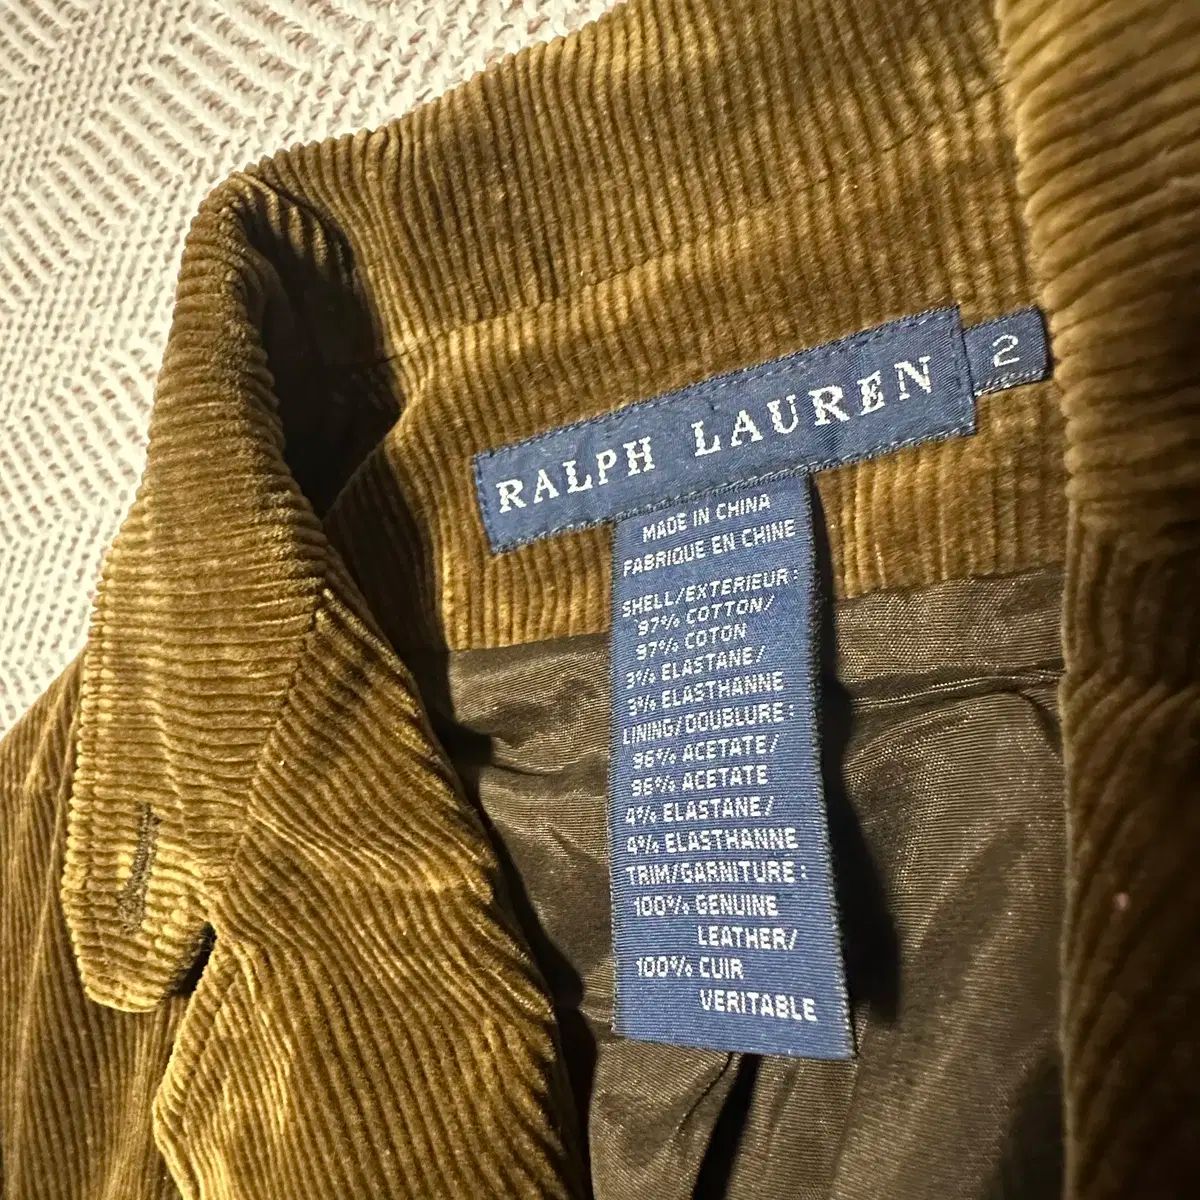 RALPH LAUREN 2
MADE IN CHINA
FABRIQUE EN CHINE
SHELL/EXTERIEUR:
97% COTTON/
97% COTON
3% ELASTANE/
3% ELASTHANNE
LINING/DOUBLURE:
96% ACETATE/
96% ACETATE
4% ELASTANE/
4% ELASTHANNE
TRIM/GARNITURE:
100% GENUINE
LEATHER/
100% CUIR
VERITABLE